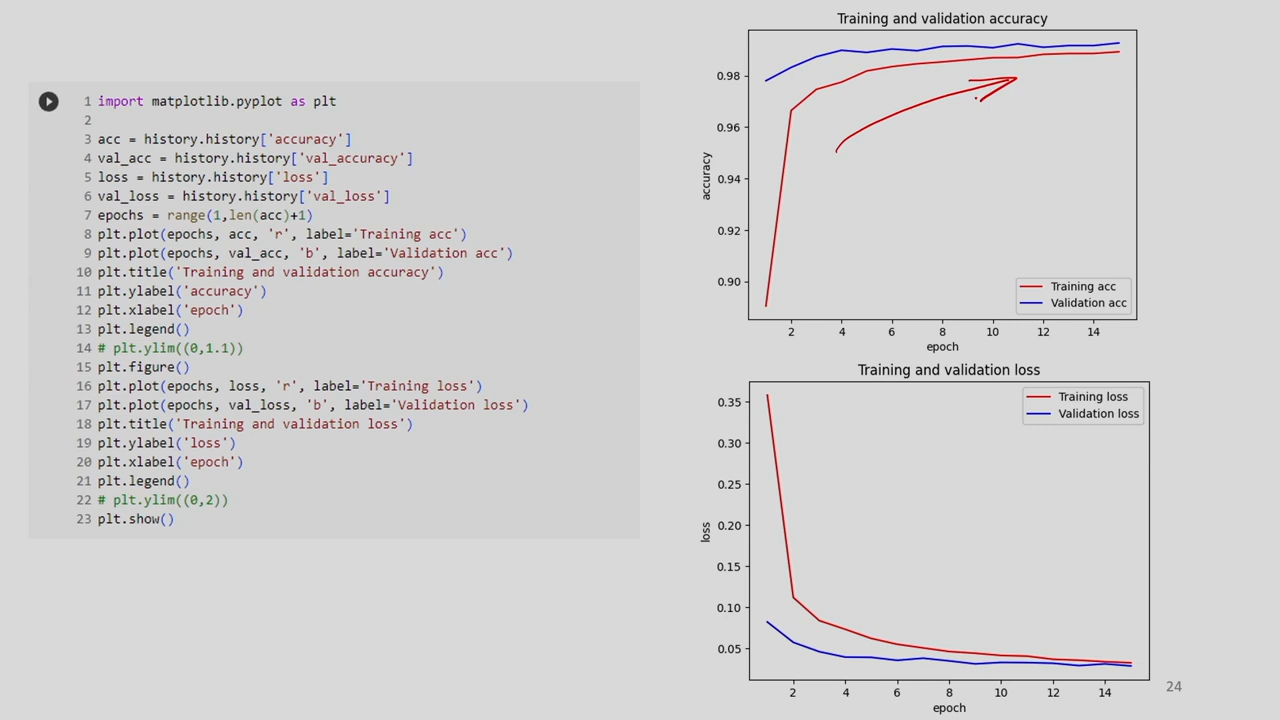 1 import matplotlib.pyplot as plt
2
3 acc = history.history['accuracy']
4 val_acc = history.history['val_accuracy']
5 loss = history.history['loss']
6 val_loss = history.history['val_loss']
7 epochs = range(1,len(acc)+1)
8 plt.plot(epochs, acc, 'r', label='Training acc')
9 plt.plot(epochs, val_acc, 'b', label='Validation acc')
10 plt.title('Training and validation accuracy')
11 plt.ylabel('accuracy')
12 plt.xlabel('epoch')
13 plt.legend()
14 # plt.ylim((0,1.1))
15 plt.figure()
16 plt.plot(epochs, loss, 'r', label='Training loss')
17 plt.plot(epochs, val_loss, 'b', label='Validation loss')
18 plt.title('Training and validation loss')
19 plt.ylabel('loss')
20 plt.xlabel('epoch')
21 plt.legend()
22 # plt.ylim((0,2))
23 plt.show()
Training and validation accuracy
accuracy
0.98
0.96
0.94
0.92
0.90
Training acc
Validation acc
2 4 6 8 10 12 14
epoch
Training and validation loss
loss
0.35
0.30
0.25
0.20
0.15
0.10
0.05
Training loss
Validation loss
2 4 6 8 10 12 14
epoch
24